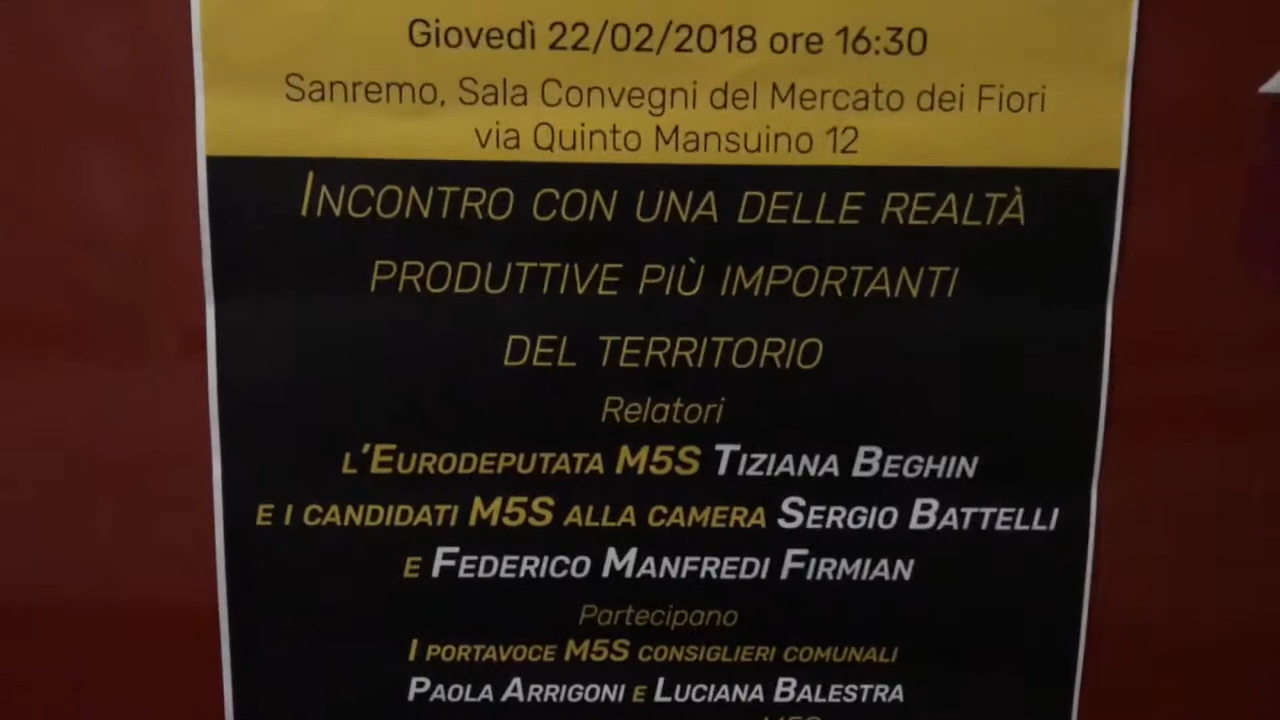 Giovedì 22/02/2018 ore 16:30
Sanremo, Sala Convegni del Mercato dei Fiori
via Quinto Mansuino 12
INCONTRO CON UNA DELLE REALTÀ
PRODUTTIVE PIÙ IMPORTANTI
DEL TERRITORIO
Relatori
L'EURODEPUTATA M5S TIZIANA BEGHIN
E I CANDIDATI M5S ALLA CAMERA SERGIO BATTELLI
E FEDERICO MANFREDI FIRMIAN
Partecipano
I PORTAVOCE M5S CONSIGLIERI COMUNALI
PAOLA ARRIGONI E LUCIANA BALESTRA